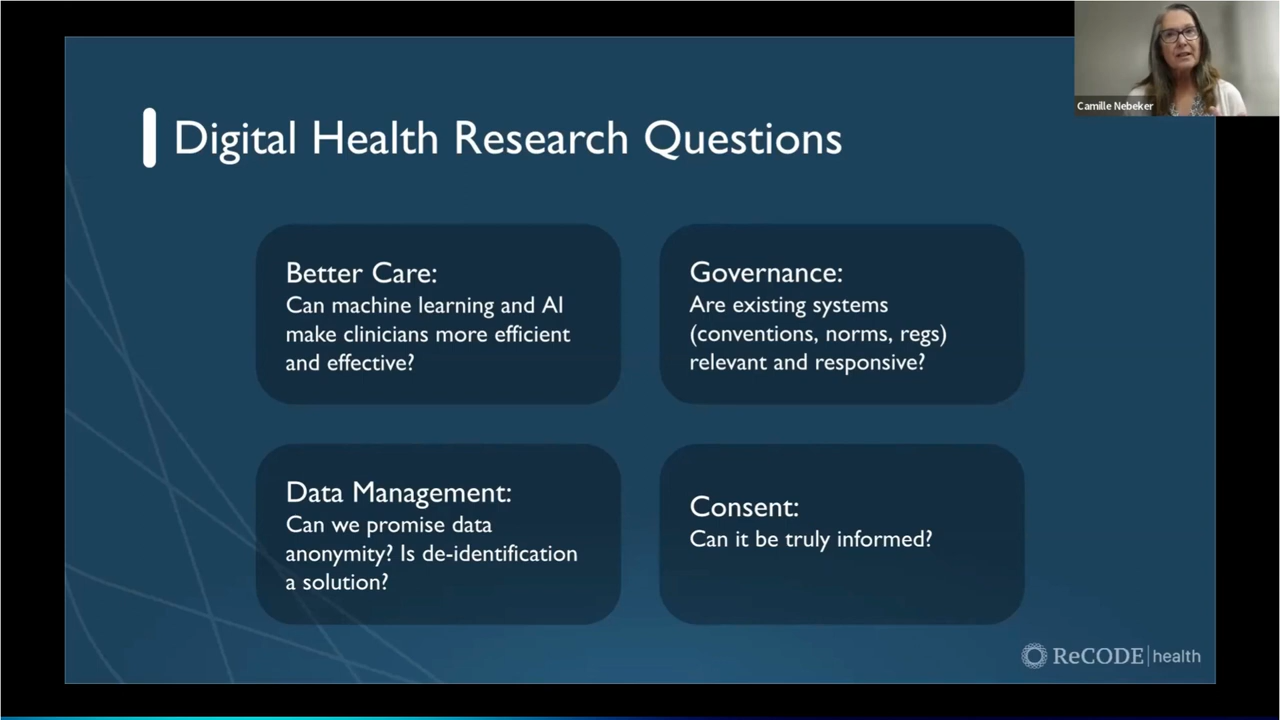 Camille Nebeker
Digital Health Research Questions
Better Care:
Can machine learning and AI
make clinicians more efficient
and effective?
Governance:
Are existing systems
(conventions, norms, regs)
relevant and responsive?
Data Management:
Can we promise data
anonymity? Is de-identification
a solution?
Consent:
Can it be truly informed?
ReCODE health